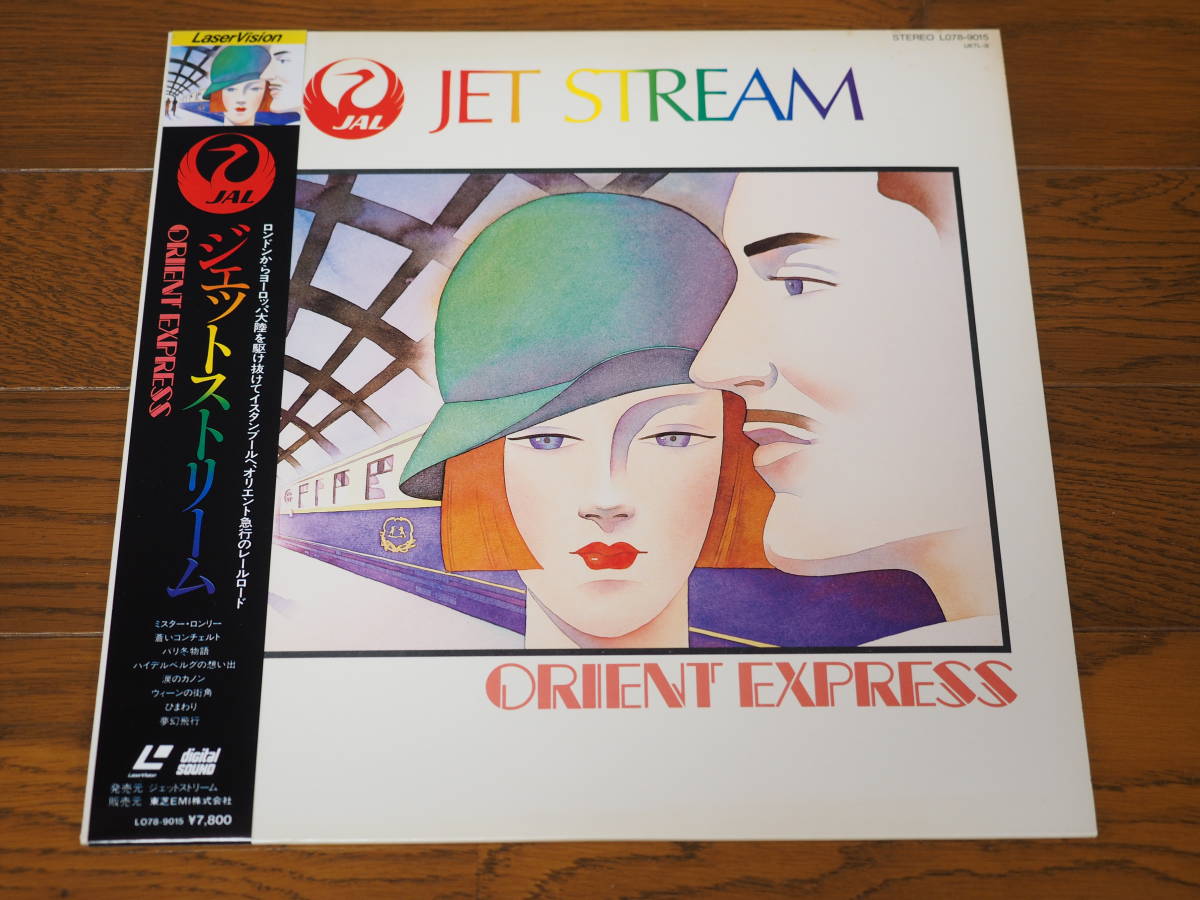 LaserVision
JAL
ORIENT EXPRESS
ジェットストリーム
ロンドンからヨーロッパ大陸を駆け抜けてイスタンブールへ、オリエント急行のレールロード
ミスター・ロンリー
蒼いコンチェルト
パリ冬物語
ハイデルベルグの想い出
涙のカノン
ウィーンの街角
ひまわり
夢幻飛行
LaserVision
digital SOUND
発売元 ジェットストリーム
販売元 東芝EMI株式会社
LO78-9015 ¥7,800
STEREO LO78-9015
JAL
JET STREAM
ORIENT EXPRESS